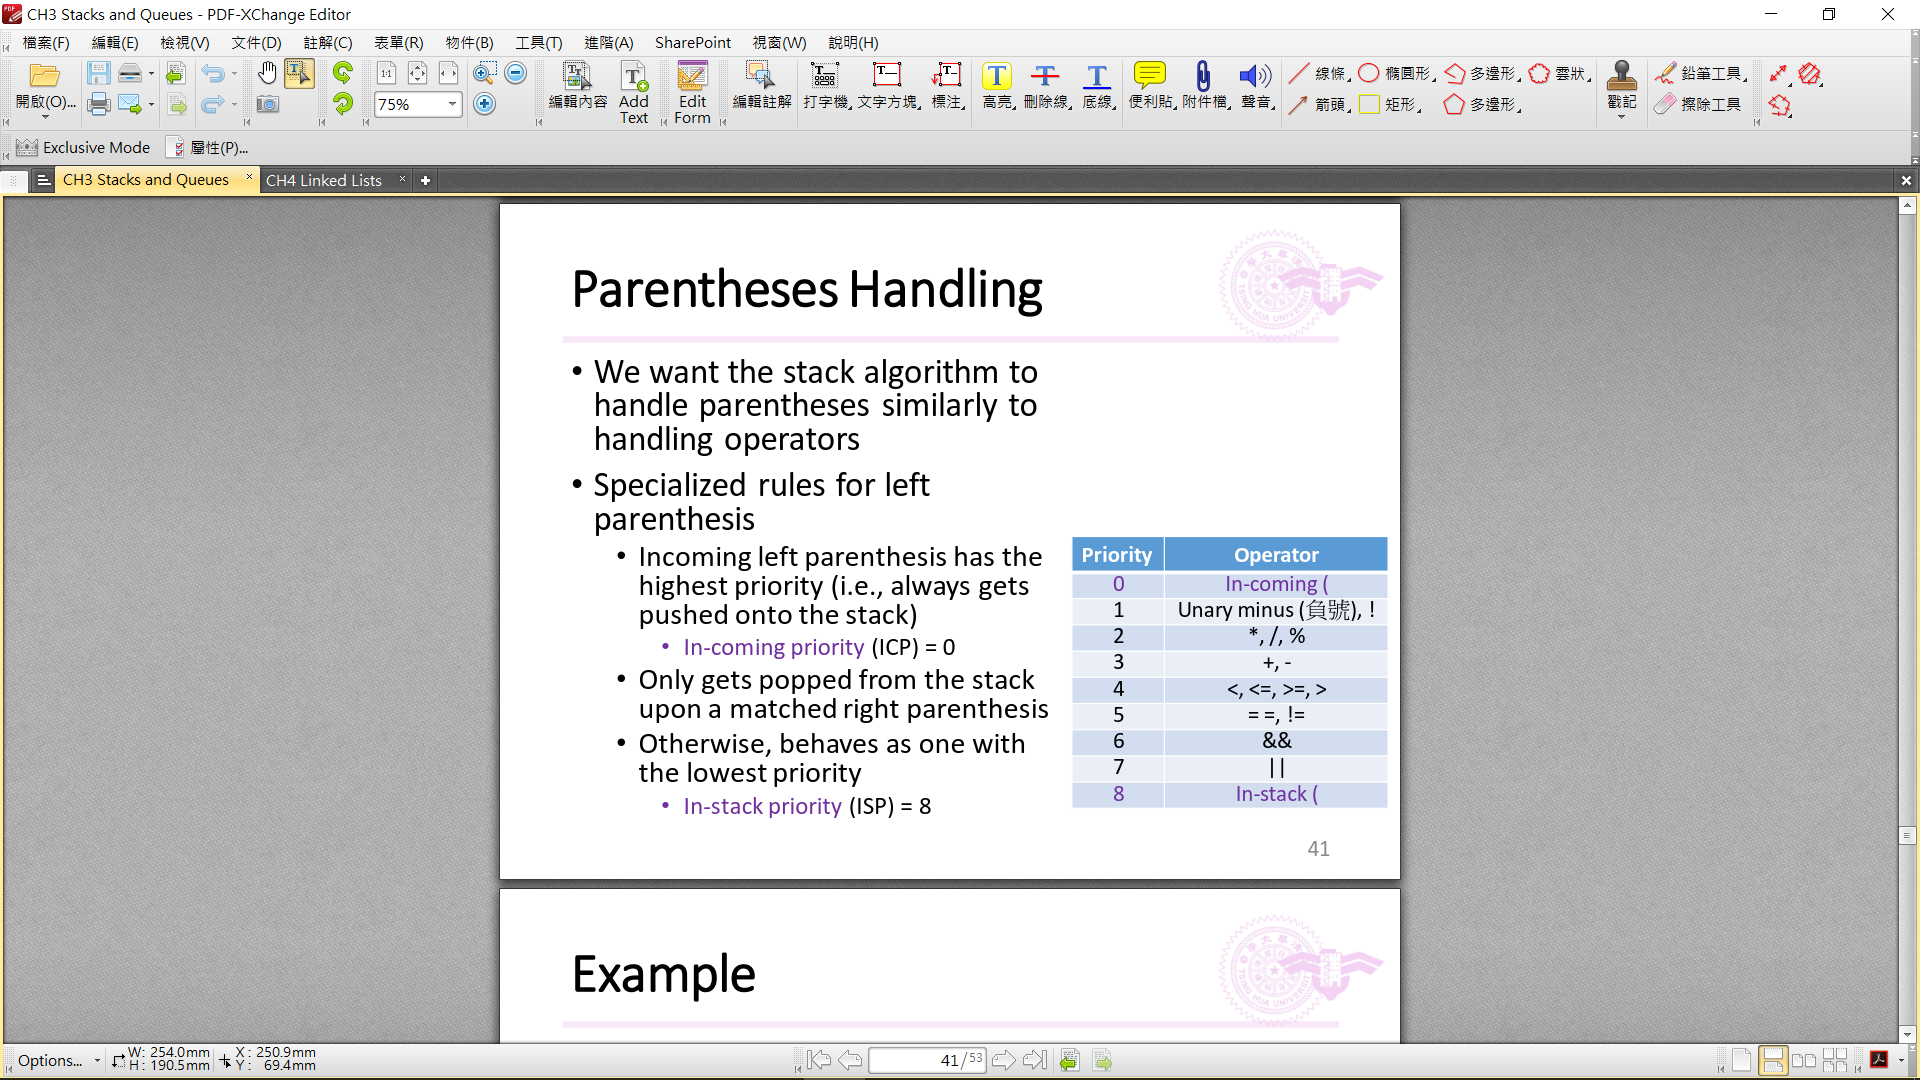 CH3 Stacks and Queues - PDF-XChange Editor
檔案(F) 編輯(E) 檢視(V) 文件(D) 註解(C) 表單(R) 物件(B) 工具(T) 進階(A) SharePoint 視窗(W) 說明(H)
開啟(O)... 75% 編輯內容 Add Text Edit Form 編輯註解 打字機 文字方塊 標注 高亮 刪除線 底線 便利貼 附件檔 聲音 線條 橢圓形 多邊形 雲狀 箭頭 矩形 多邊形 戳記 鉛筆工具 擦除工具
Exclusive Mode 屬性(P)...
CH3 Stacks and Queues CH4 Linked Lists
Parentheses Handling
• We want the stack algorithm to
handle parentheses similarly to
handling operators
• Specialized rules for left
parenthesis
• Incoming left parenthesis has the
highest priority (i.e., always gets
pushed onto the stack)
• In-coming priority (ICP) = 0
• Only gets popped from the stack
upon a matched right parenthesis
• Otherwise, behaves as one with
the lowest priority
• In-stack priority (ISP) = 8
Priority Operator
0 In-coming (
1 Unary minus (負號), !
2 *, /, %
3 +, -
4 <, <=, >=, >
5 = =, !=
6 &&
7 ||
8 In-stack (
41
Example
Options... W: 254.0mm H: 190.5mm X: 250.9mm Y: 69.4mm 41/53